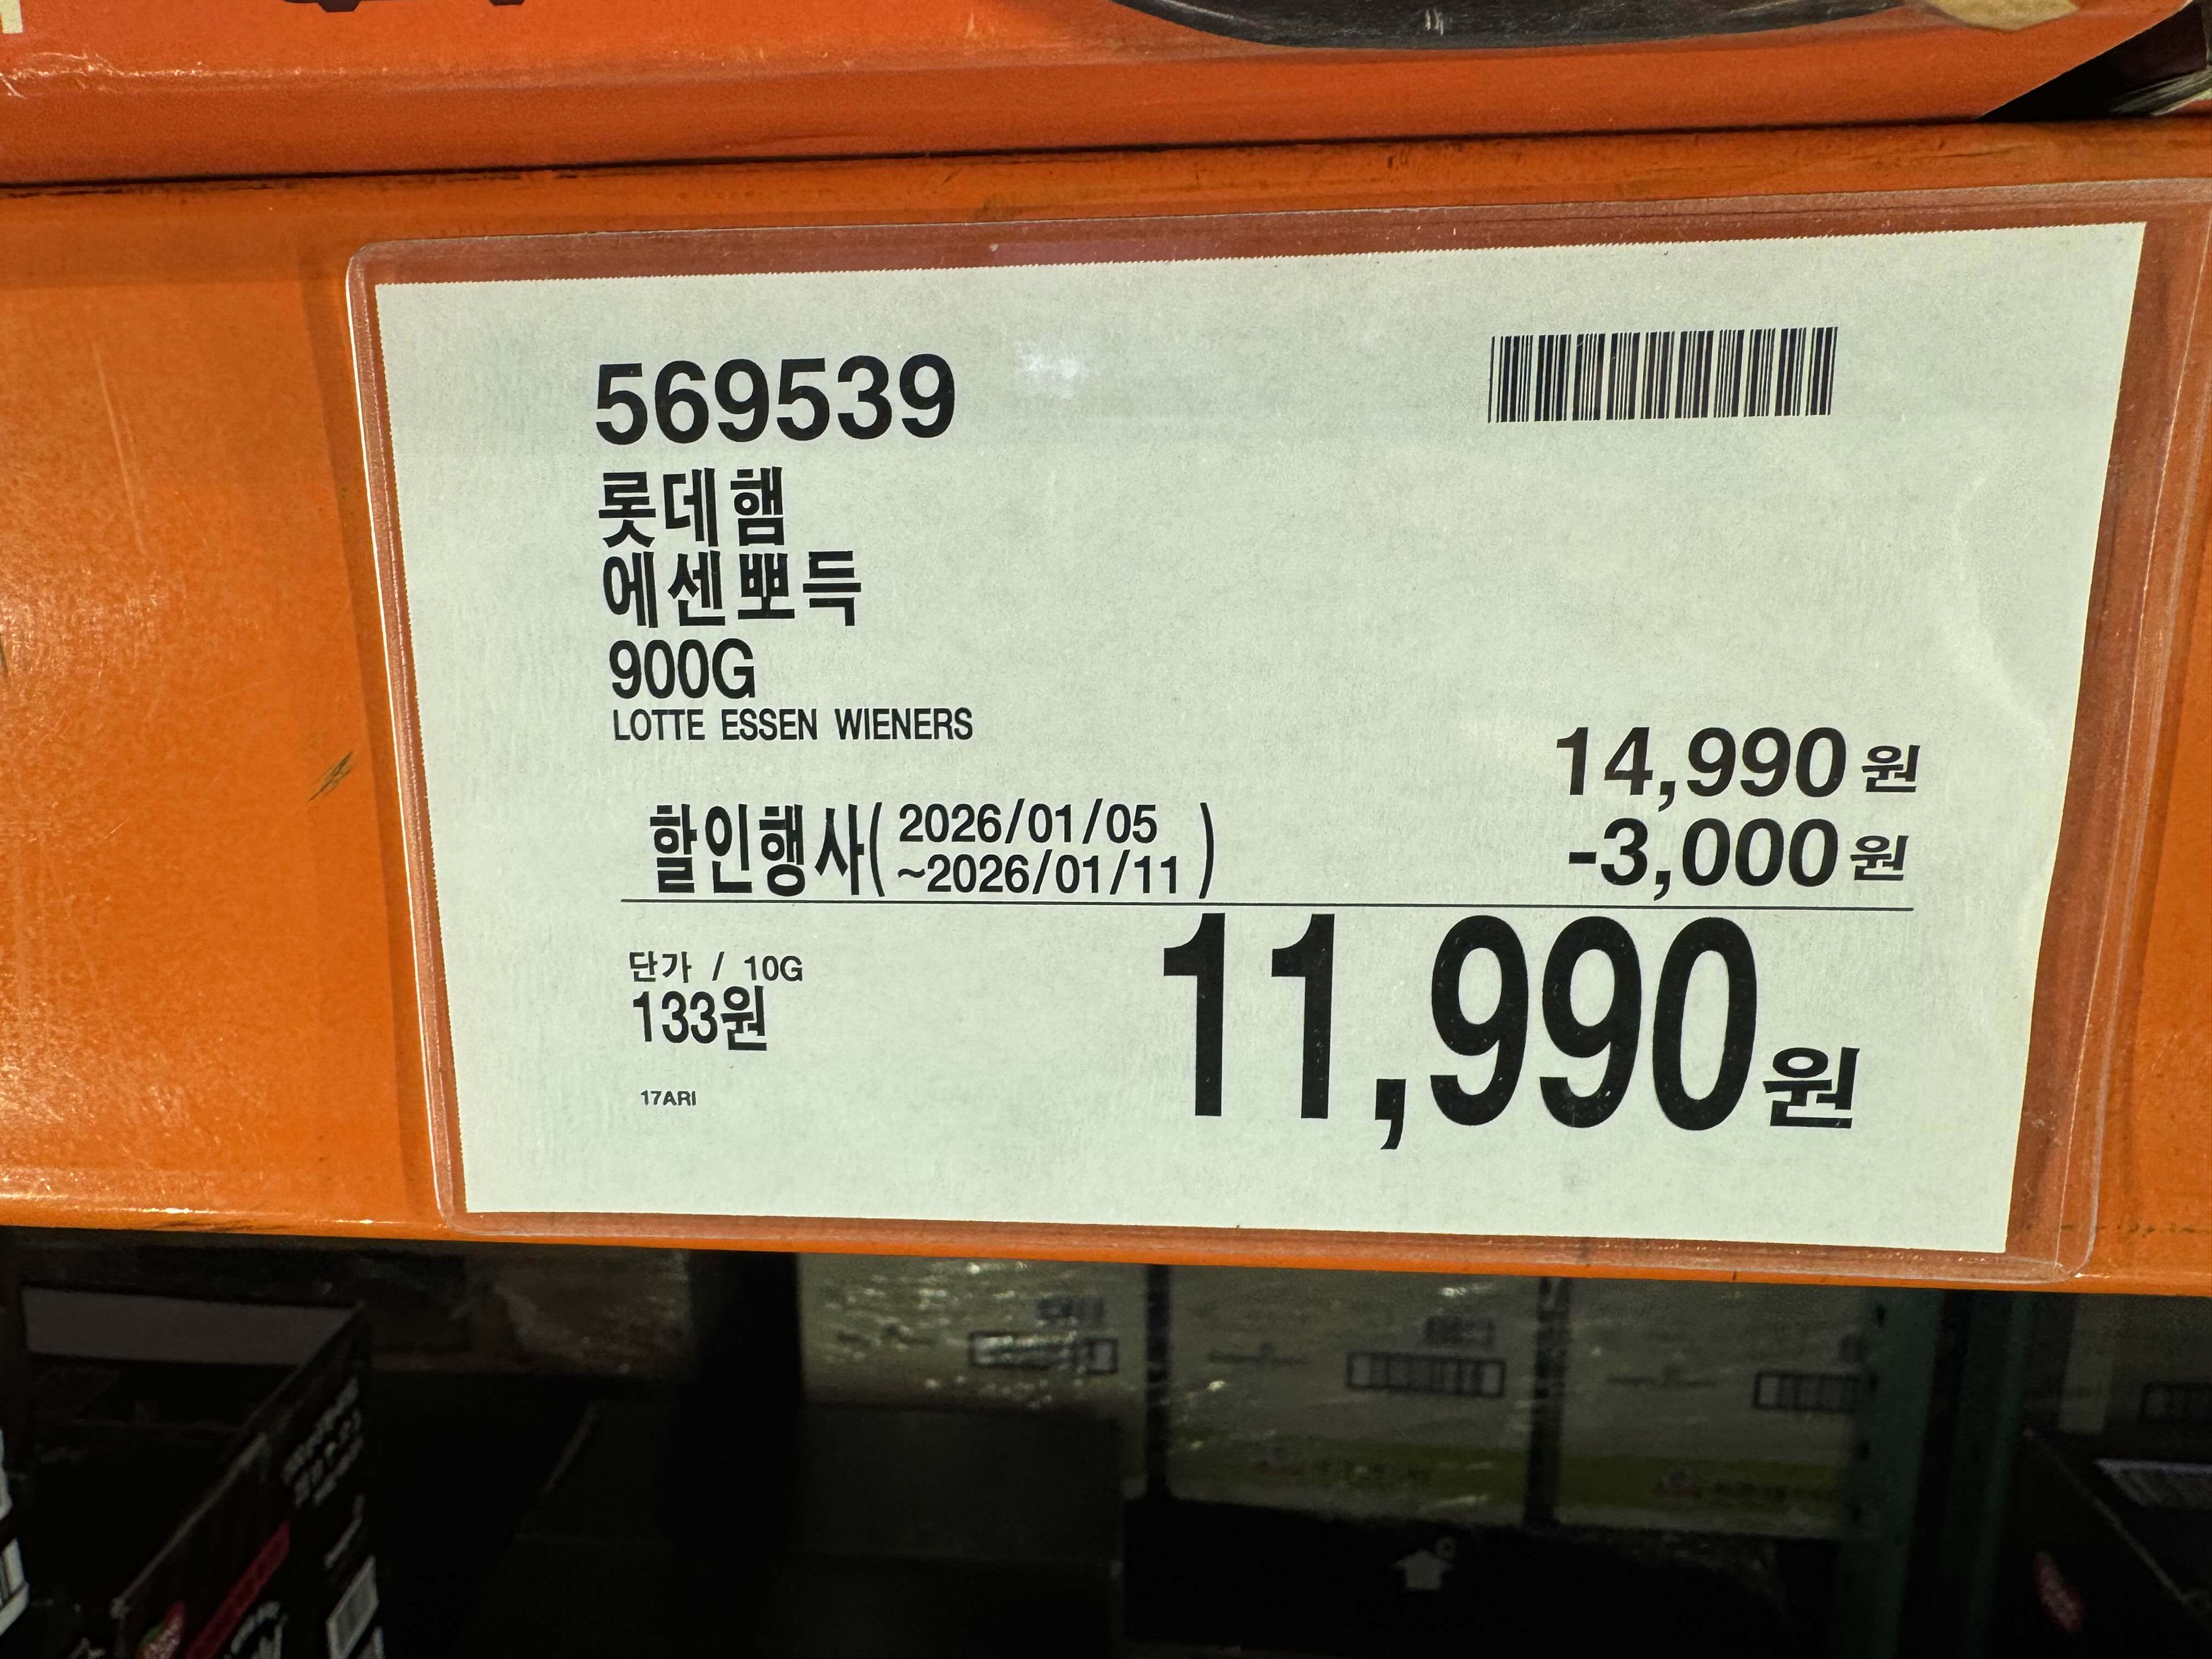 569539
롯데햄
에센뽀득
900G
LOTTE ESSEN WIENERS
14,990원
할인행사( 2026/01/05
~2026/01/11 )
-3,000원
단가 / 10G
133원
11,990원
17ARI